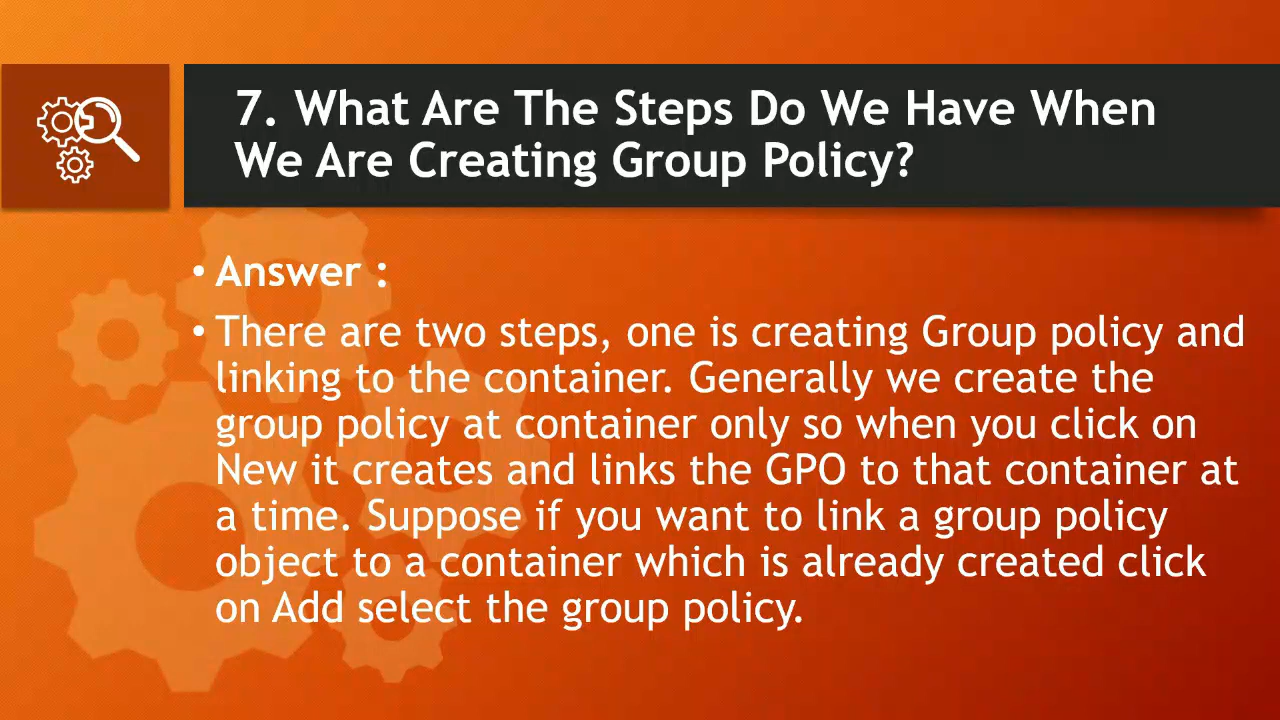 7. What Are The Steps Do We Have When
We Are Creating Group Policy?
• Answer :
• There are two steps, one is creating Group policy and
linking to the container. Generally we create the
group policy at container only so when you click on
New it creates and links the GPO to that container at
a time. Suppose if you want to link a group policy
object to a container which is already created click
on Add select the group policy.